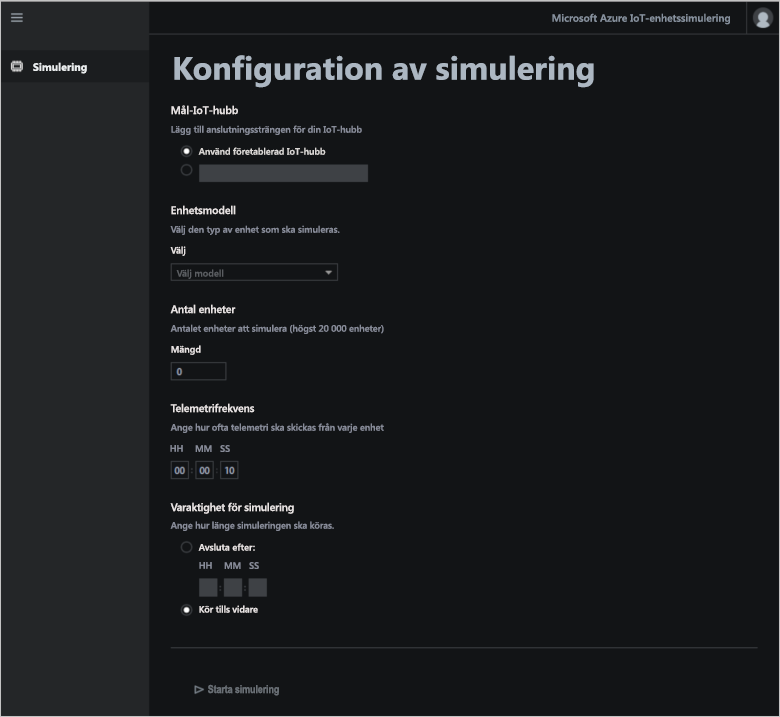 Microsoft Azure IoT-enhetssimulering
Simulering
Konfiguration av simulering
Mål-IoT-hubb
Lägg till anslutningssträngen för din IoT-hubb
Använd företablerad IoT-hubb
Enhetsmodell
Välj den typ av enhet som ska simuleras.
Välj
Välj modell
Antal enheter
Antalet enheter att simulera (högst 20 000 enheter)
Mängd
0
Telemetrifrekvens
Ange hur ofta telemetri ska skickas från varje enhet
HH MM SS
00 : 00 : 10
Varaktighet för simulering
Ange hur länge simuleringen ska köras.
Avsluta efter:
HH MM SS
: :
Kör tills vidare
Starta simulering